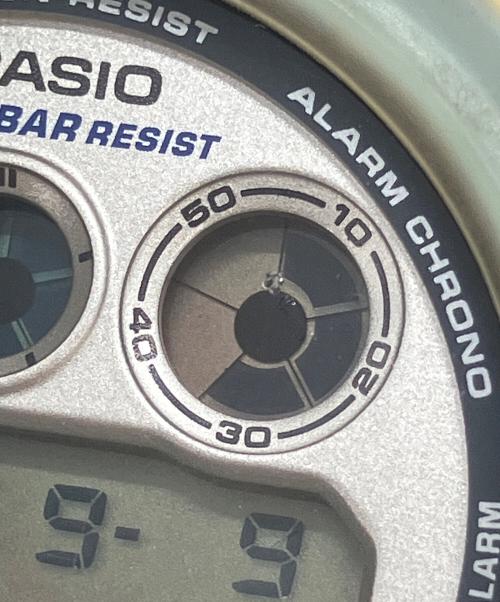 RESIST
ASIO
BAR RESIST
ALARM CHRONO
50 10
40 20
30
9- 9
LARM